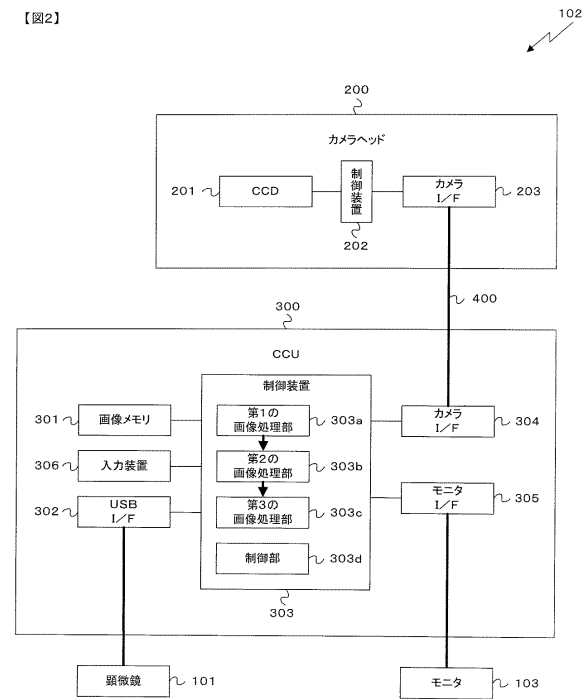 【図2】
102
200
カメラヘッド
201
CCD
制御装置
202
カメラ
I/F
203
400
300
CCU
制御装置
301
画像メモリ
第1の
画像処理部
303a
カメラ
I/F
304
306
入力装置
第2の
画像処理部
303b
302
USB
I/F
第3の
画像処理部
303c
モニタ
I/F
305
制御部
303d
303
顕微鏡
101
モニタ
103